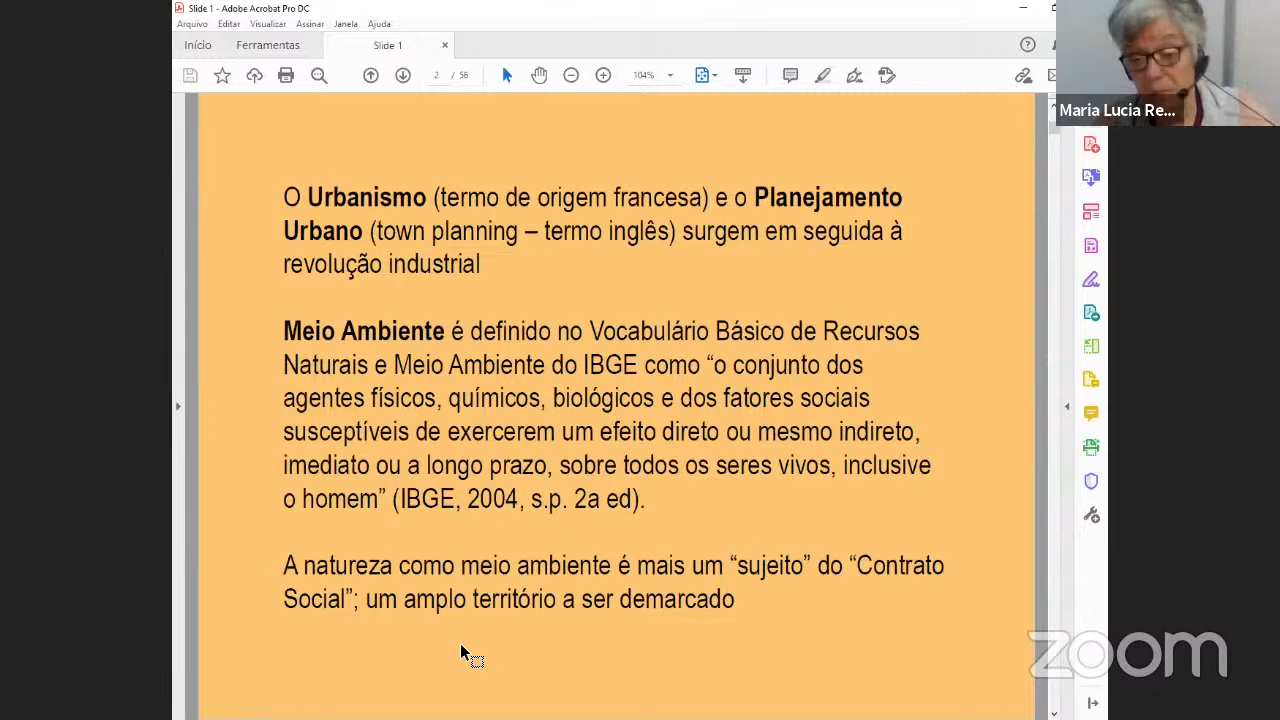 Slide 1 - Adobe Acrobat Pro DC
Arquivo Editar Visualizar Assinar Janela Ajuda
Início Ferramentas Slide 1
2 / 56 104%
Maria Lucia Re...
O Urbanismo (termo de origem francesa) e o Planejamento
Urbano (town planning – termo inglês) surgem em seguida à
revolução industrial
Meio Ambiente é definido no Vocabulário Básico de Recursos
Naturais e Meio Ambiente do IBGE como “o conjunto dos
agentes físicos, químicos, biológicos e dos fatores sociais
susceptíveis de exercerem um efeito direto ou mesmo indireto,
imediato ou a longo prazo, sobre todos os seres vivos, inclusive
o homem” (IBGE, 2004, s.p. 2a ed).
A natureza como meio ambiente é mais um “sujeito” do “Contrato
Social”; um amplo território a ser demarcado
zoom